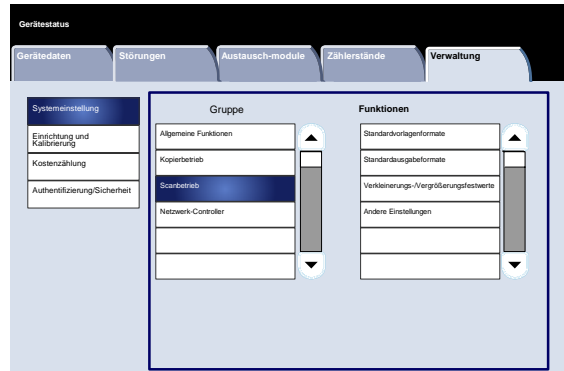 Gerätestatus
Gerätedaten
Störungen
Austausch-module
Zählerstände
Verwaltung
Systemeinstellung
Einrichtung und
Kalibrierung
Kostenzählung
Authentifizierung/Sicherheit
Gruppe
Allgemeine Funktionen
Kopierbetrieb
Scanbetrieb
Netzwerk-Controller
Funktionen
Standardvorlagenformate
Standardausgabeformate
Verkleinerungs-/Vergrößerungsfestwerte
Andere Einstellungen